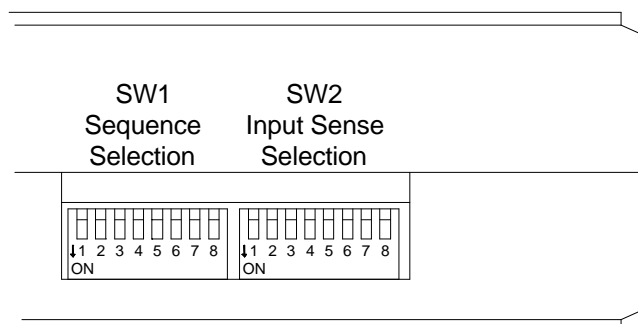 SW1
Sequence
Selection
SW2
Input Sense
Selection
↓1 2 3 4 5 6 7 8
ON
↓1 2 3 4 5 6 7 8
ON